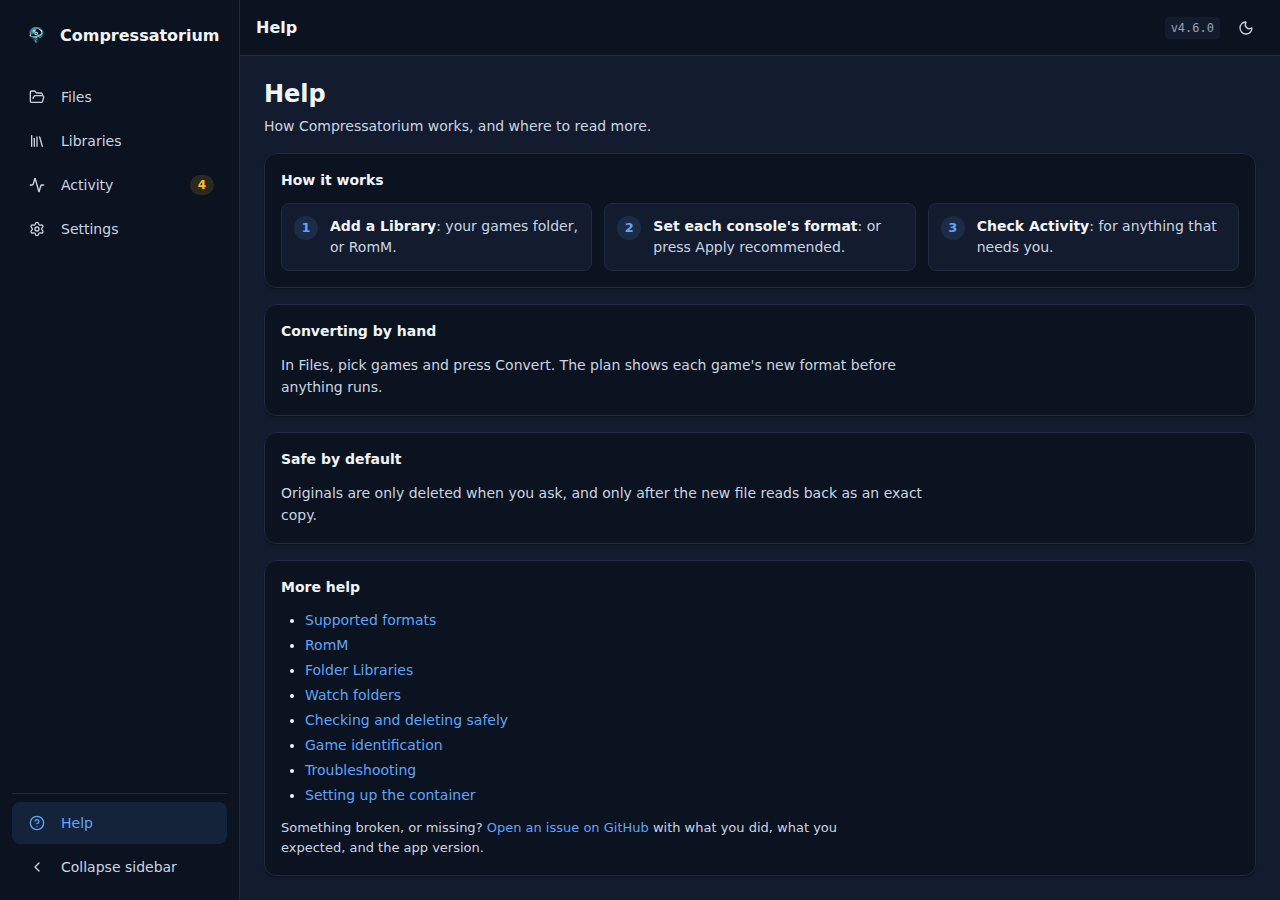 Compressatorium
Files
Libraries
Activity
4
Settings
Help
Collapse sidebar
Help
v4.6.0
Help
How Compressatorium works, and where to read more.
How it works
1
Add a Library: your games folder,
or RomM.
2
Set each console's format: or
press Apply recommended.
3
Check Activity: for anything that
needs you.
Converting by hand
In Files, pick games and press Convert. The plan shows each game's new format before
anything runs.
Safe by default
Originals are only deleted when you ask, and only after the new file reads back as an exact
copy.
More help
Supported formats
RomM
Folder Libraries
Watch folders
Checking and deleting safely
Game identification
Troubleshooting
Setting up the container
Something broken, or missing? Open an issue on GitHub with what you did, what you
expected, and the app version.